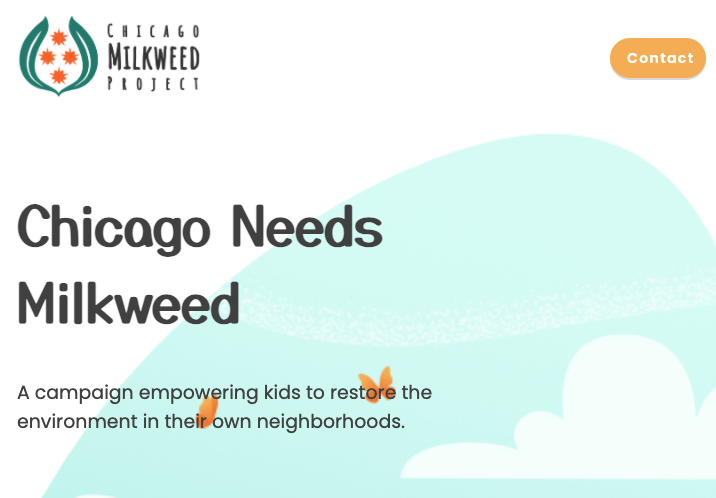 CHICAGO
MILKWEED
PROJECT
Contact
Chicago Needs
Milkweed
A campaign empowering kids to restore the
environment in their own neighborhoods.